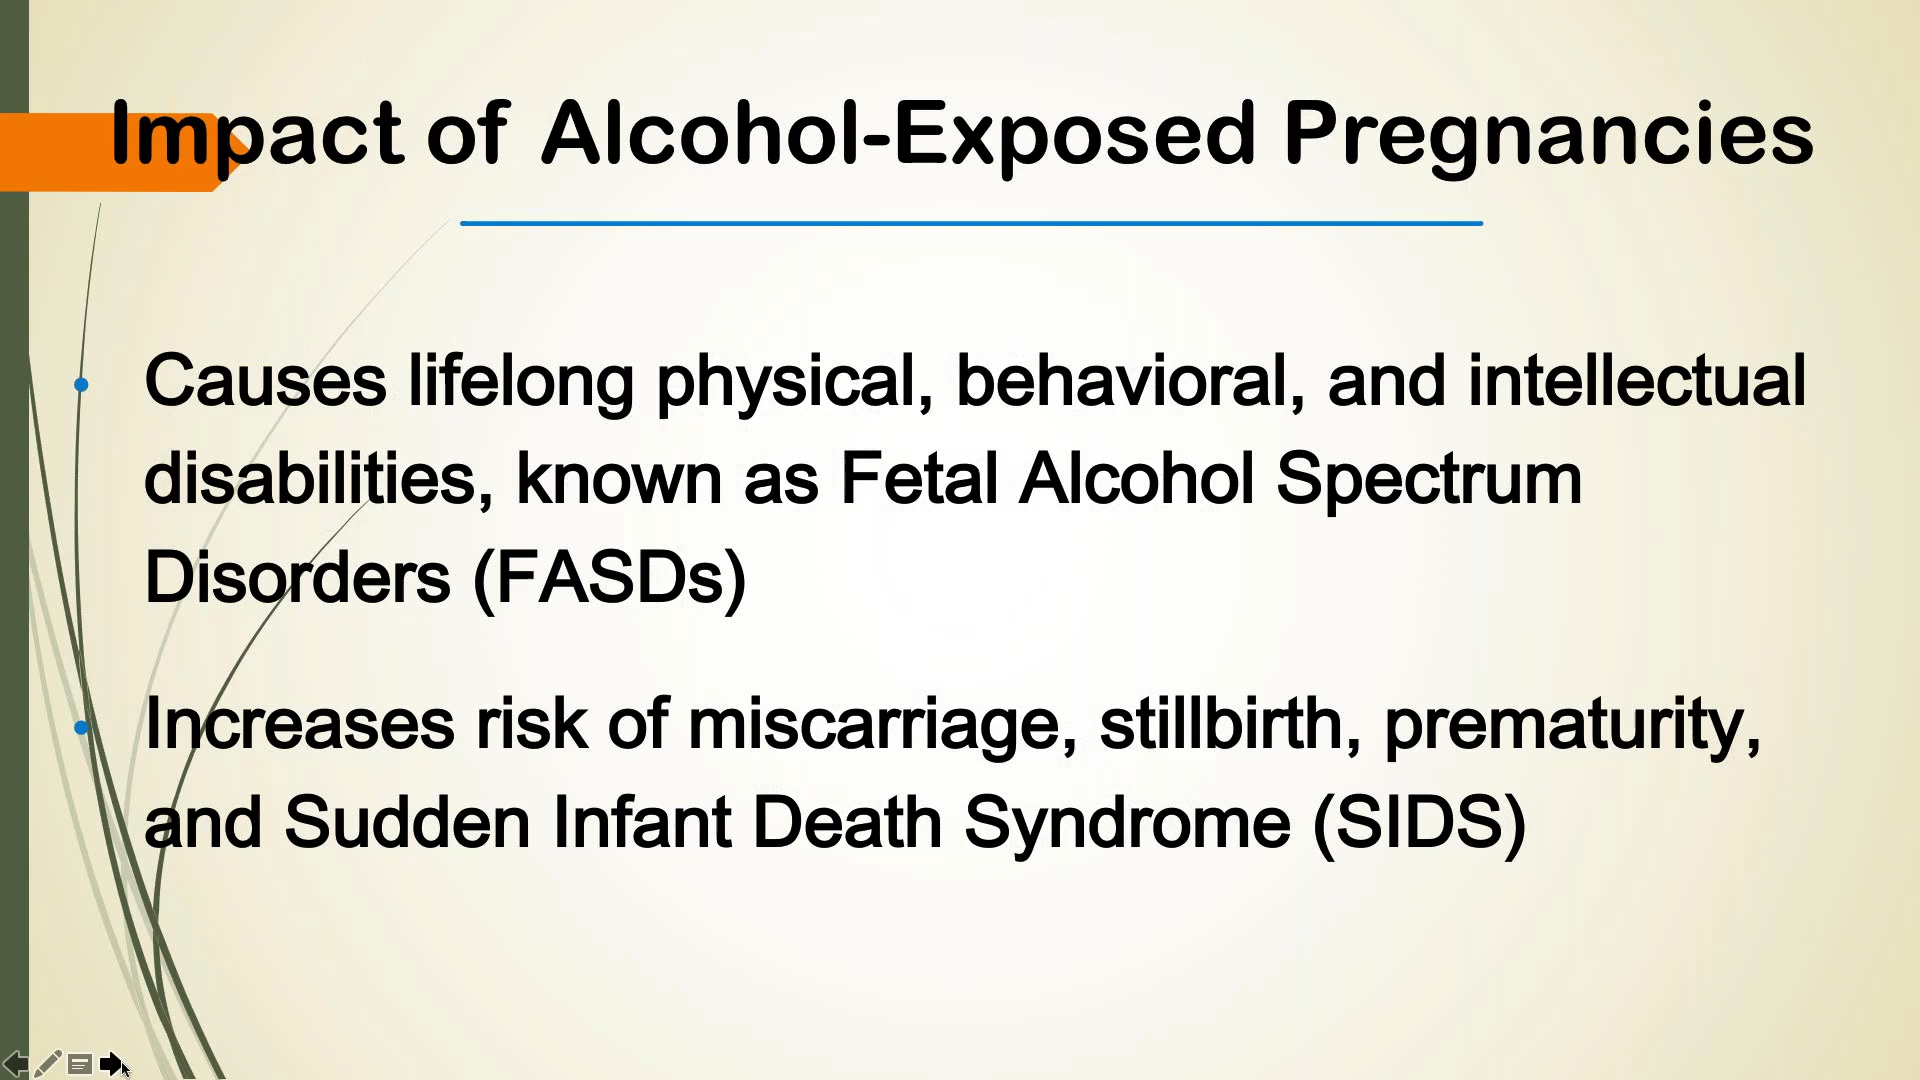 Impact of Alcohol-Exposed Pregnancies
Causes lifelong physical, behavioral, and intellectual
disabilities, known as Fetal Alcohol Spectrum
Disorders (FASDs)
Increases risk of miscarriage, stillbirth, prematurity,
and Sudden Infant Death Syndrome (SIDS)